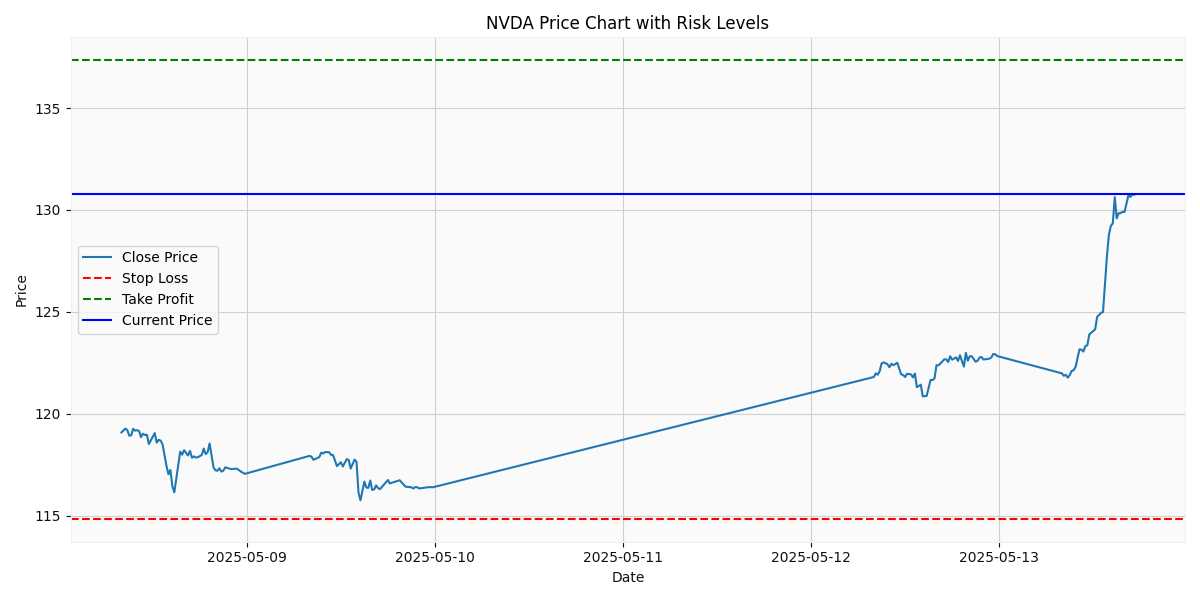 NVDA Price Chart with Risk Levels
Price
135
130
125
120
115
Close Price
Stop Loss
Take Profit
Current Price
2025-05-09
2025-05-10
2025-05-11
2025-05-12
2025-05-13
Date